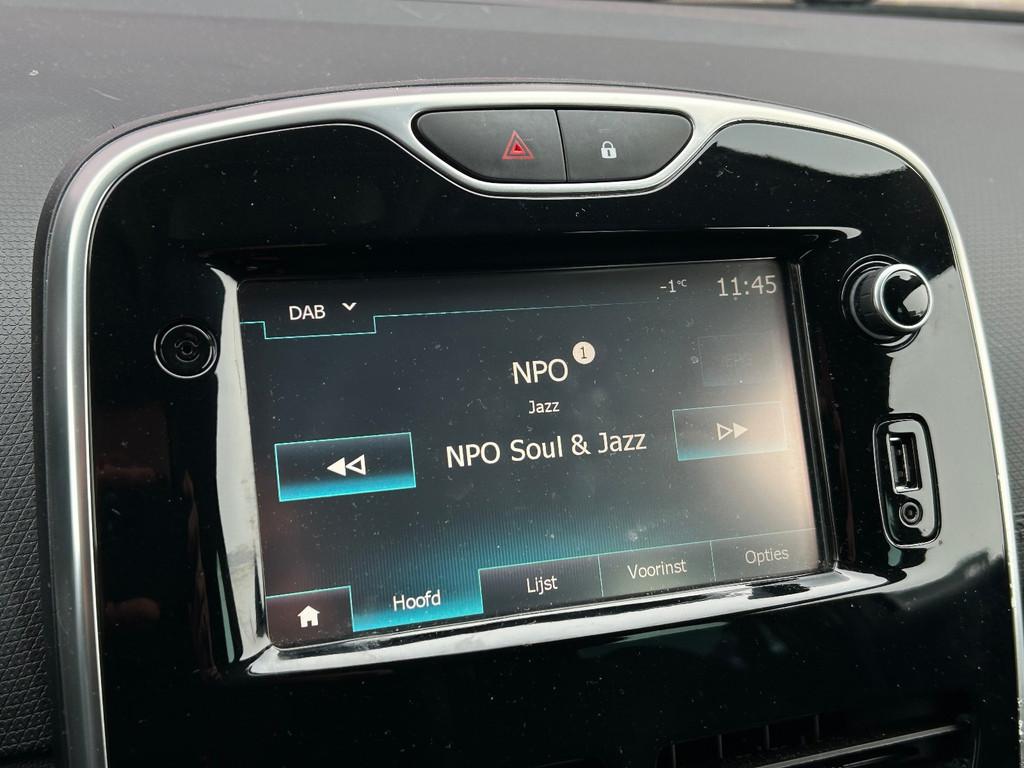 DAB
-1°C 11:45
NPO 1
Jazz
NPO Soul & Jazz
Hoofd Lijst Voorinst Opties